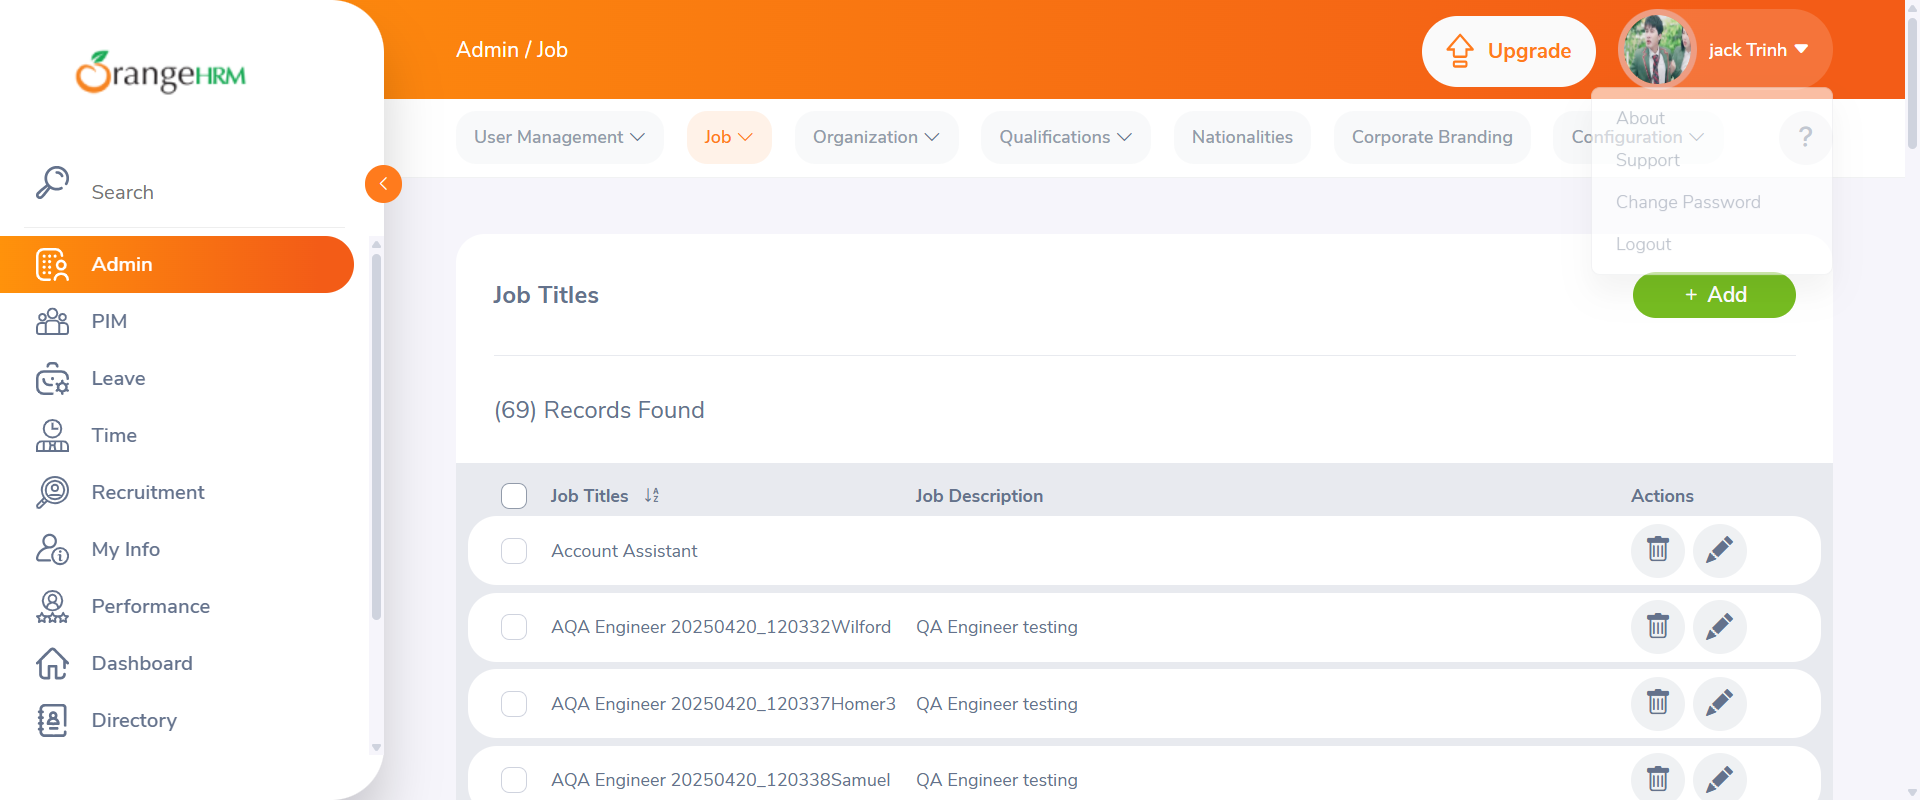 OrangeHRM
Admin / Job
Upgrade
jack Trinh
Search
User Management
Job
Organization
Qualifications
Nationalities
Corporate Branding
Configuration
?
About
Support
Change Password
Logout
Admin
PIM
Leave
Time
Recruitment
My Info
Performance
Dashboard
Directory
Job Titles
+ Add
(69) Records Found
Job Titles
Job Description
Actions
Account Assistant
AQA Engineer 20250420_120332Wilford QA Engineer testing
AQA Engineer 20250420_120337Homer3 QA Engineer testing
AQA Engineer 20250420_120338Samuel QA Engineer testing